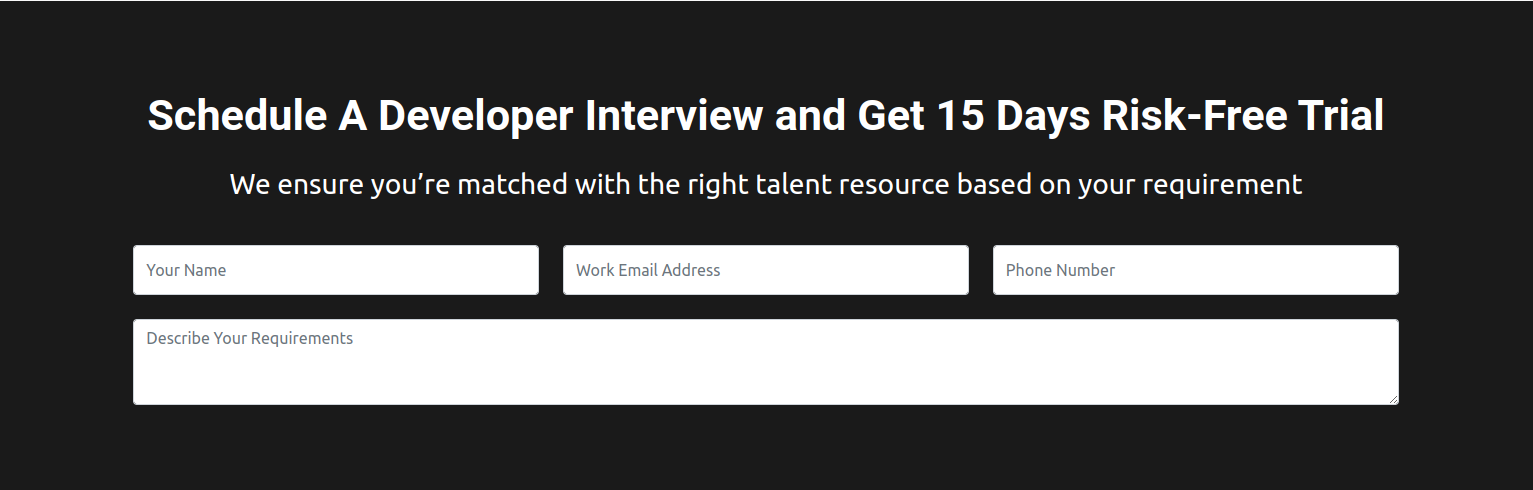 Schedule A Developer Interview and Get 15 Days Risk-Free Trial
We ensure you’re matched with the right talent resource based on your requirement
Your Name
Work Email Address
Phone Number
Describe Your Requirements